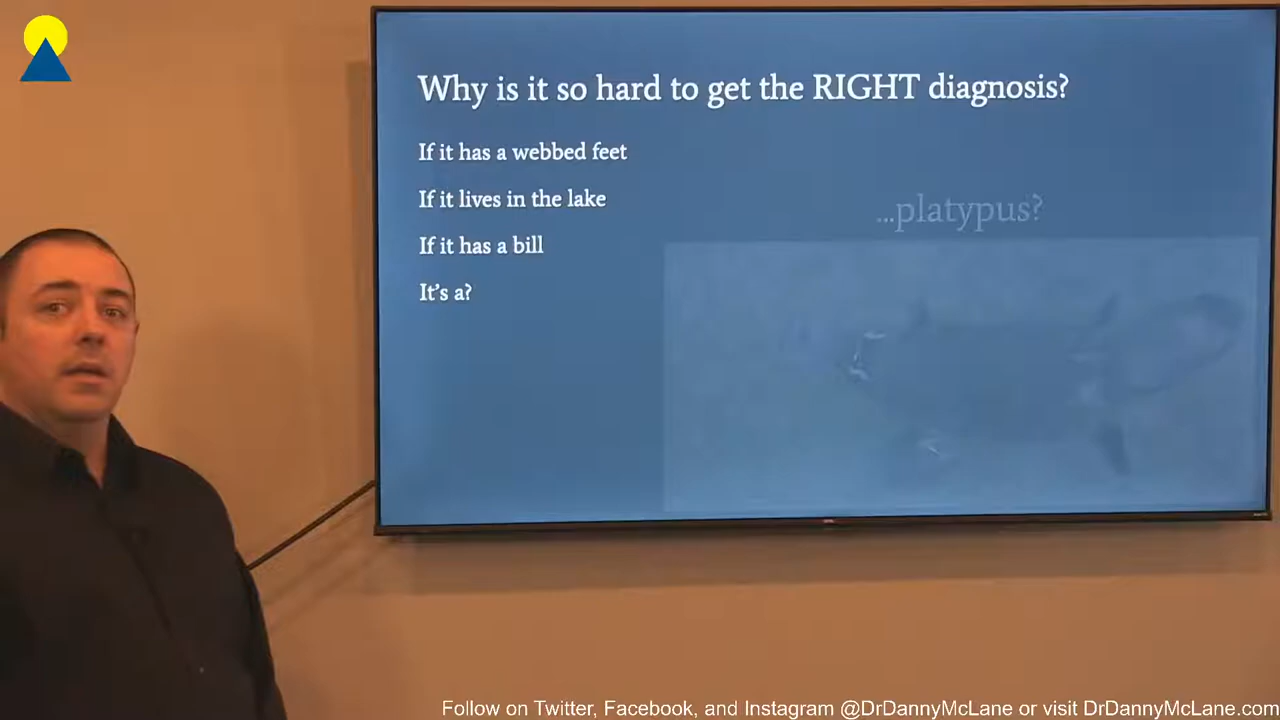 Why is it so hard to get the RIGHT diagnosis?
If it has a webbed feet
If it lives in the lake
...platypus?
If it has a bill
It's a?
Follow on Twitter, Facebook, and Instagram @DrDannyMcLane or visit DrDannyMcLane.com